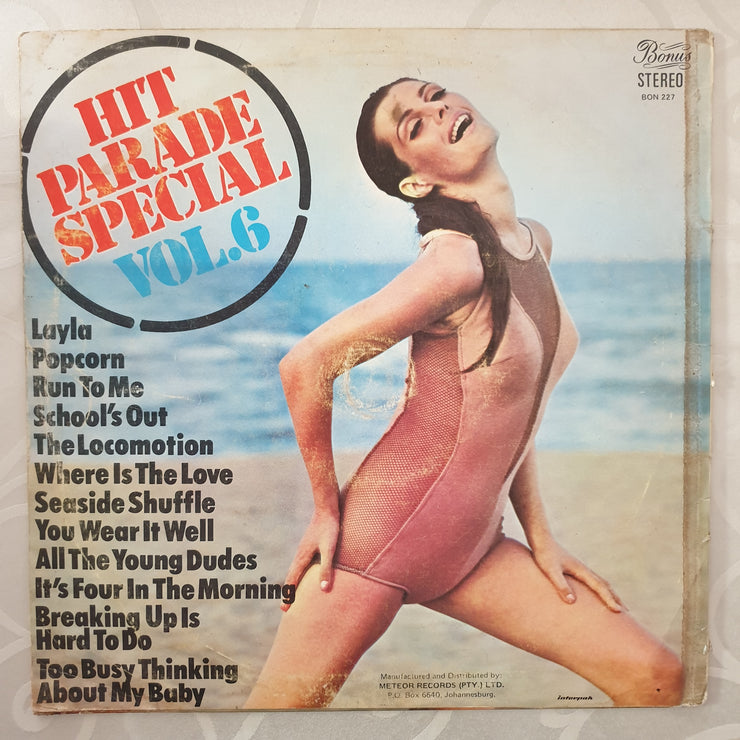 HIT
PARADE
SPECIAL
VOL.6
Bonus
STEREO
BON 227
Layla
Popcorn
Run To Me
School's Out
The Locomotion
Where Is The Love
Seaside Shuffle
You Wear It Well
All The Young Dudes
It's Four In The Morning
Breaking Up Is
Hard To Do
Too Busy Thinking
About My Baby
Manufactured and Distributed by:
METEOR RECORDS (PTY.) LTD.
P.O. Box 6640, Johannesburg.
interpak